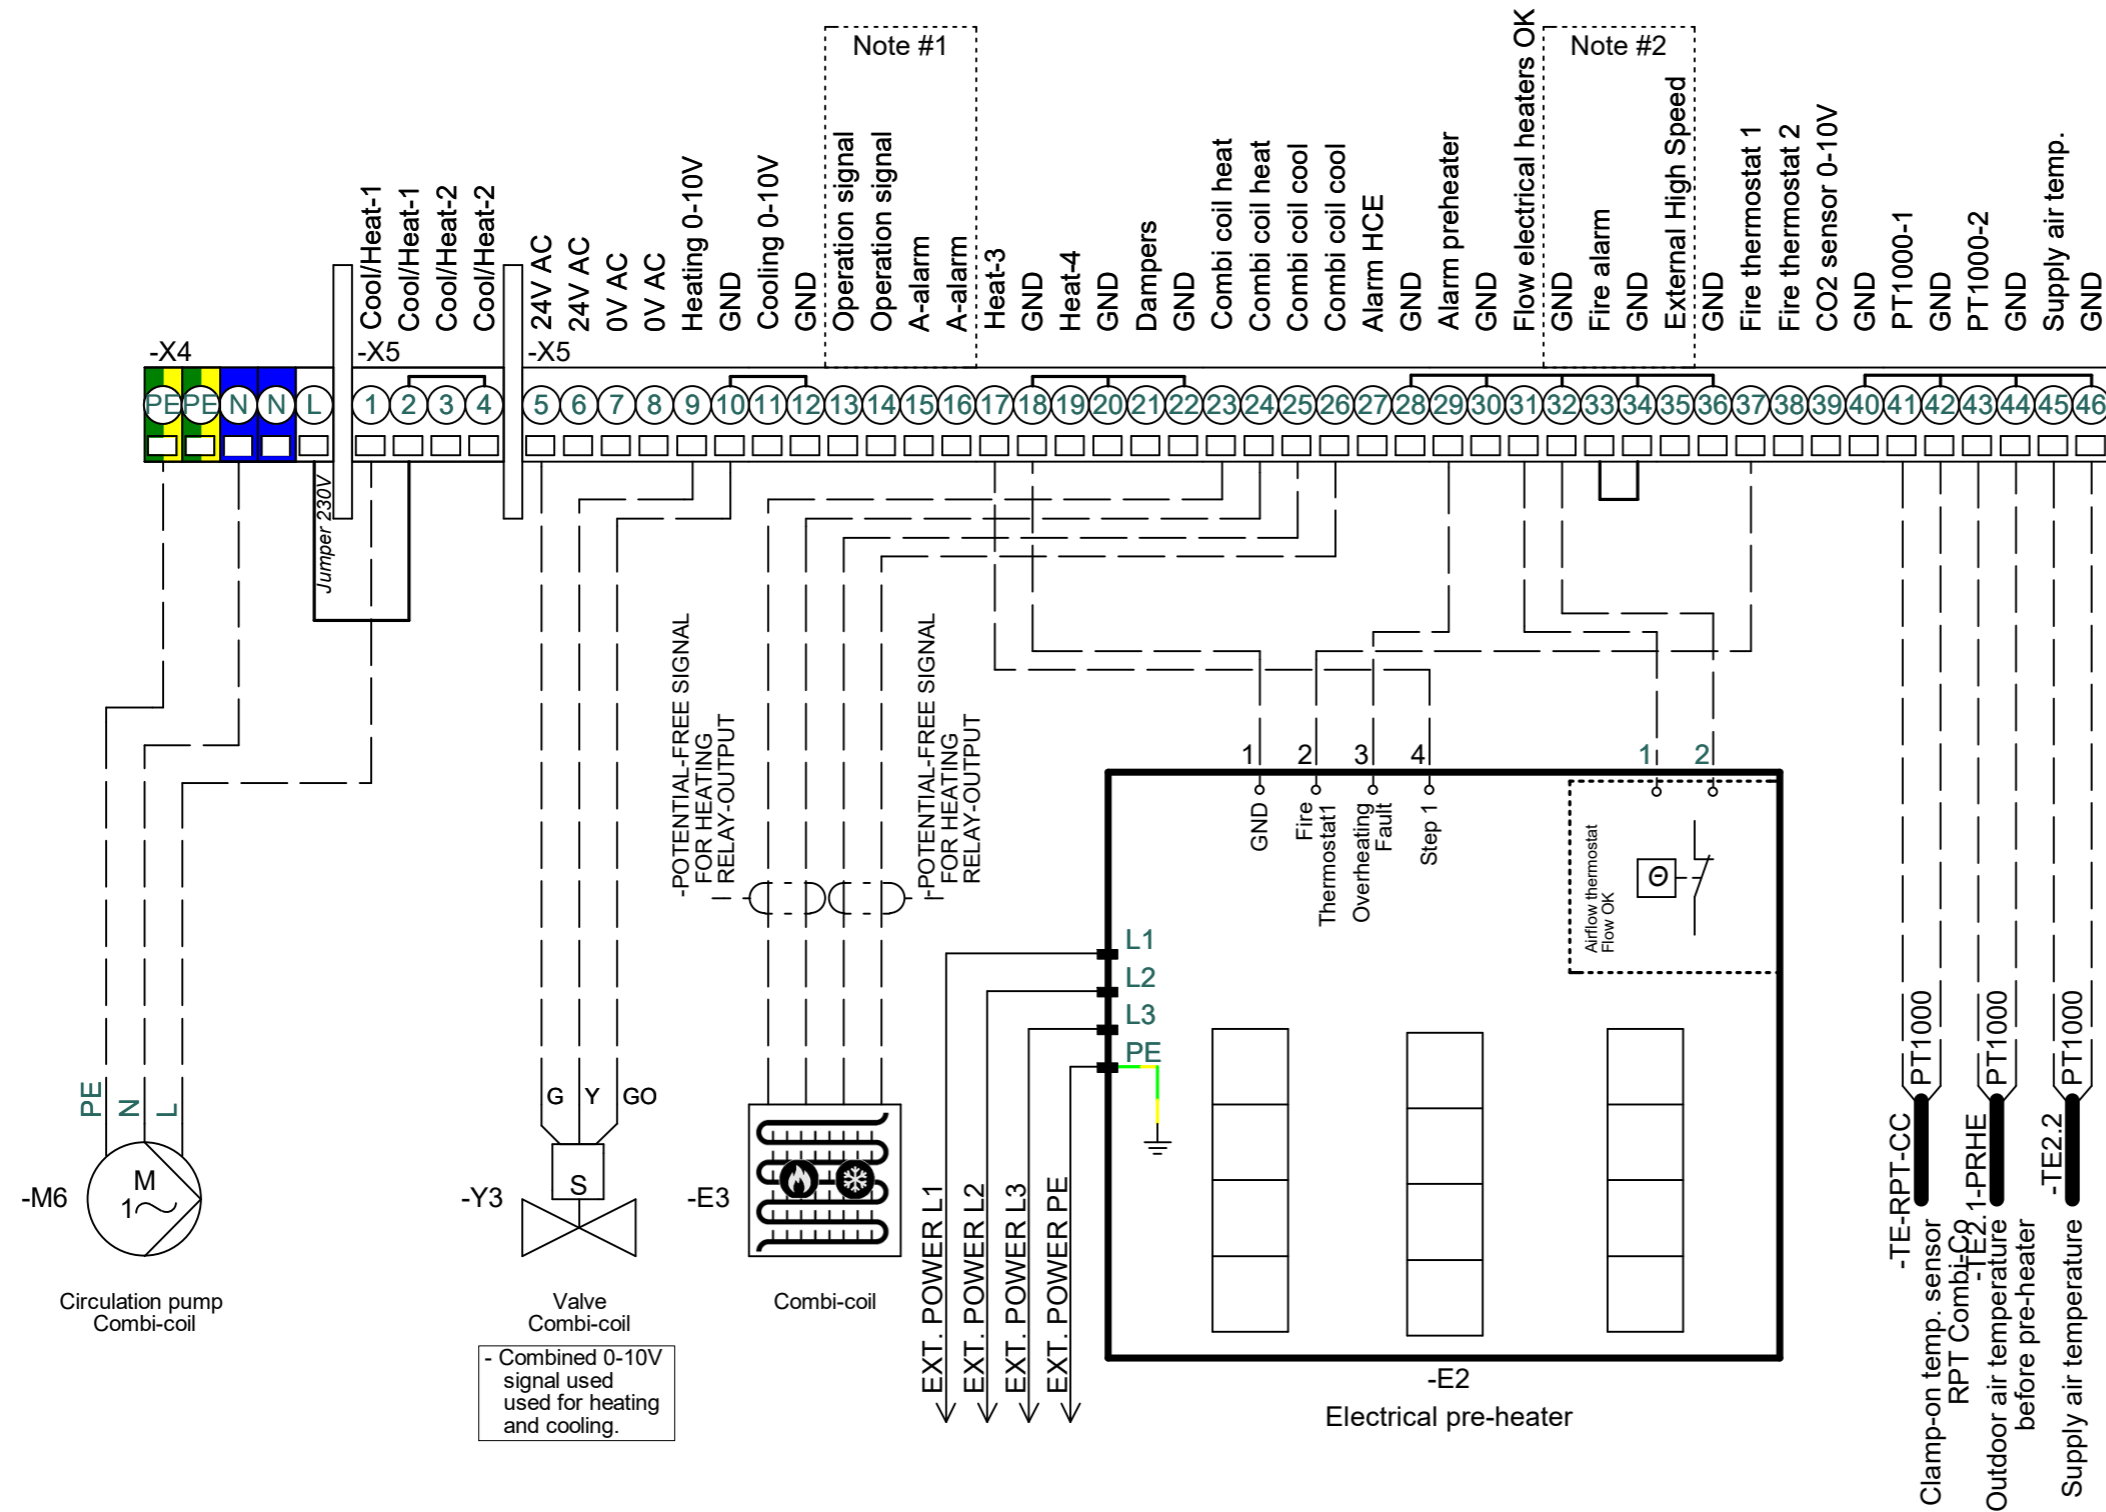 Note #1
Note #2
Cool/Heat-1
Cool/Heat-1
Cool/Heat-2
Cool/Heat-2
24V AC
24V AC
0V AC
0V AC
Heating 0-10V
GND
Cooling 0-10V
GND
Operation signal
Operation signal
A-alarm
A-alarm
Heat-3
GND
Heat-4
GND
Dampers
GND
Combi coil heat
Combi coil heat
Combi coil cool
Combi coil cool
Alarm HCE
GND
Alarm preheater
GND
Flow electrical heaters OK
GND
Fire alarm
GND
External High Speed
GND
Fire thermostat 1
Fire thermostat 2
CO2 sensor 0-10V
GND
PT1000-1
GND
PT1000-2
GND
Supply air temp.
GND
-X4 -X5 -X5
PE PE N N L 1 2 3 4 5 6 7 8 9 10 11 12 13 14 15 16 17 18 19 20 21 22 23 24 25 26 27 28 29 30 31 32 33 34 35 36 37 38 39 40 41 42 43 44 45 46
Jumper 230V
-POTENTIAL-FREE SIGNAL
FOR HEATING
RELAY-OUTPUT
-POTENTIAL-FREE SIGNAL
FOR HEATING
RELAY-OUTPUT
1 2 3 4 1 2
GND
Fire
Thermostat1
Overheating
Fault
Step 1
Airflow thermostat
Flow OK
Θ
L1
L2
L3
PE
PE
N
L
G Y GO
M
1
S
-M6
-Y3
-E3
Circulation pump
Combi-coil
Valve
Combi-coil
Combi-coil
- Combined 0-10V
signal used
used for heating
and cooling.
EXT. POWER L1
EXT. POWER L2
EXT. POWER L3
EXT. POWER PE
-E2
Electrical pre-heater
PT1000
PT1000
PT1000
-TE-RPT-CC
Clamp-on temp. sensor
RPT Combi-Co
-TE2.1-PRHE
Outdoor air temperature
before pre-heater
-TE2.2
Supply air temperature